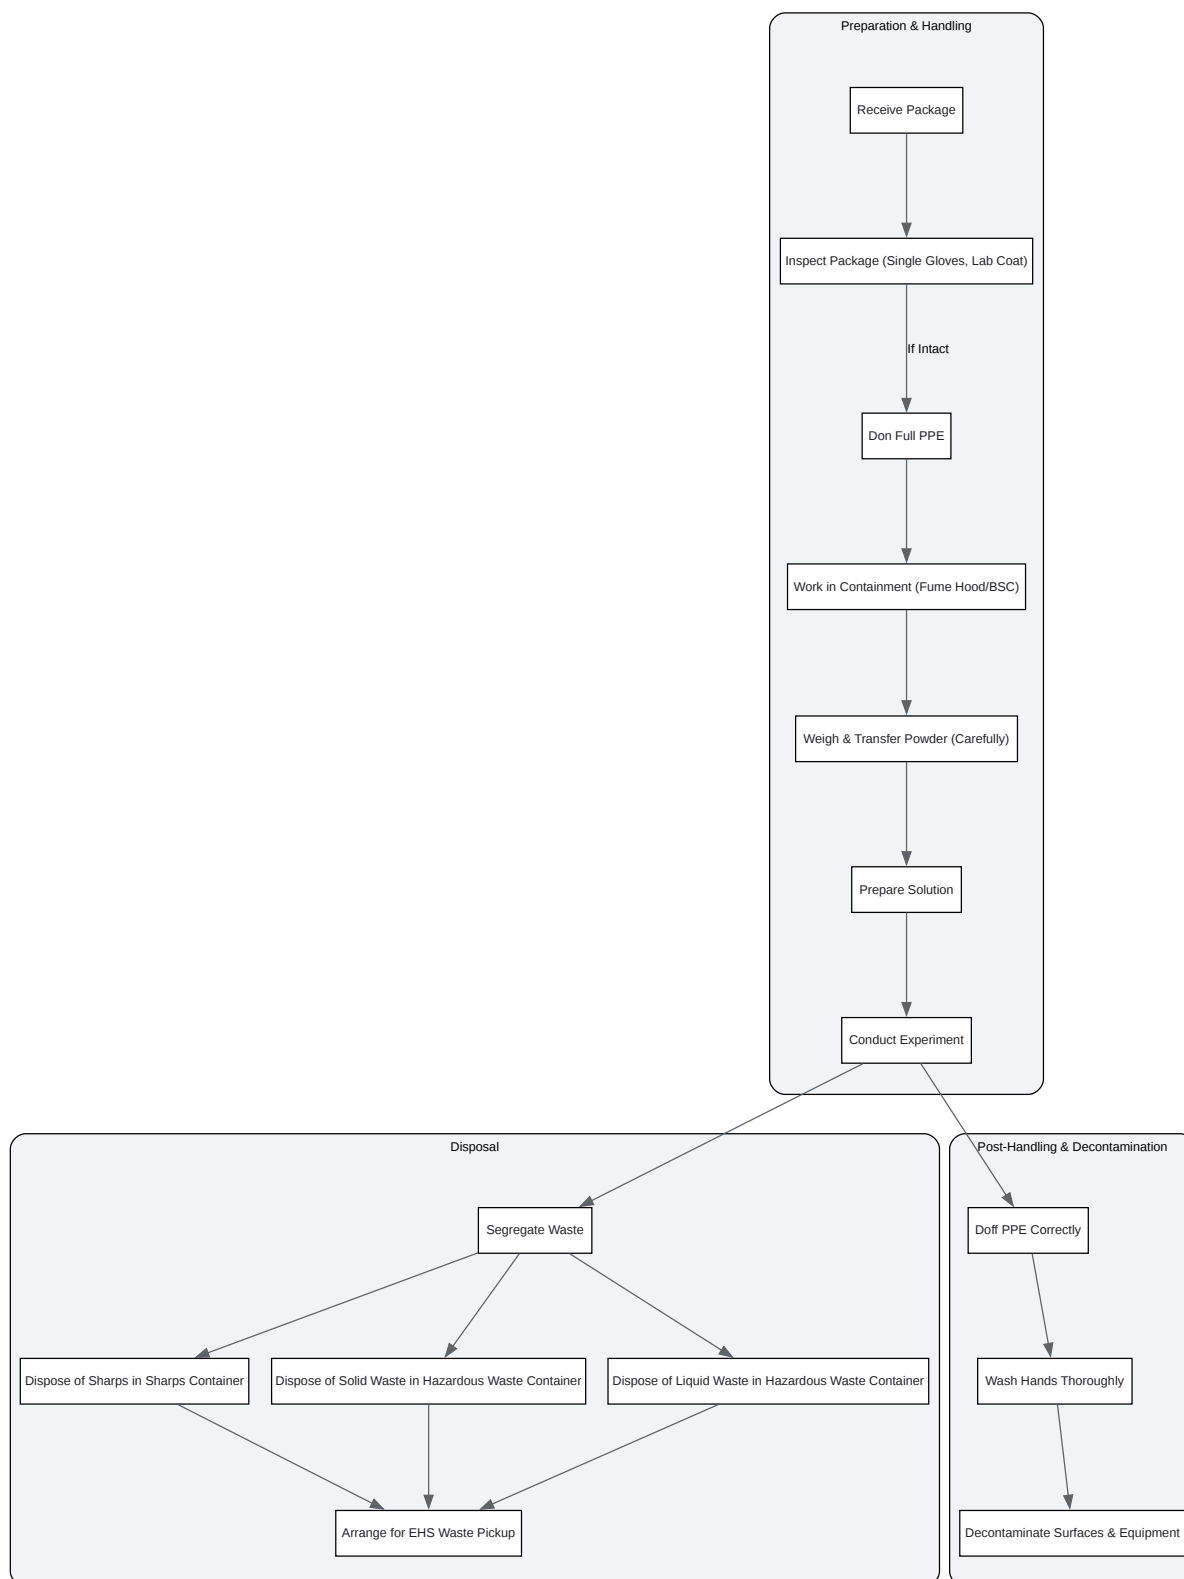 Preparation & Handling
Receive Package
Inspect Package (Single Gloves, Lab Coat)
If Intact
Don Full PPE
Work in Containment (Fume Hood/BSC)
Weigh & Transfer Powder (Carefully)
Prepare Solution
Conduct Experiment
Disposal
Segregate Waste
Dispose of Sharps in Sharps Container
Dispose of Solid Waste in Hazardous Waste Container
Dispose of Liquid Waste in Hazardous Waste Container
Arrange for EHS Waste Pickup
Post-Handling & Decontamination
Doff PPE Correctly
Wash Hands Thoroughly
Decontaminate Surfaces & Equipment